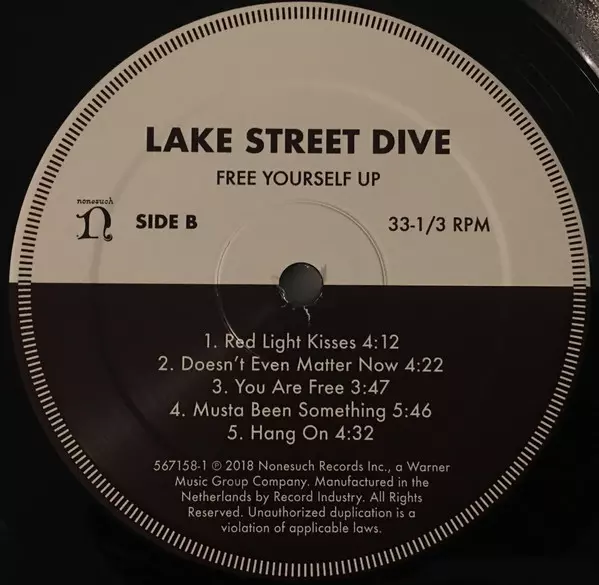 LAKE STREET DIVE
FREE YOURSELF UP
nonesuch
N SIDE B 33-1/3 RPM
1. Red Light Kisses 4:12
2. Doesn't Even Matter Now 4:22
3. You Are Free 3:47
4. Musta Been Something 5:46
5. Hang On 4:32
567158-1 ℗ 2018 Nonesuch Records Inc., a Warner
Music Group Company. Manufactured in the
Netherlands by Record Industry. All Rights
Reserved. Unauthorized duplication is a
violation of applicable laws.